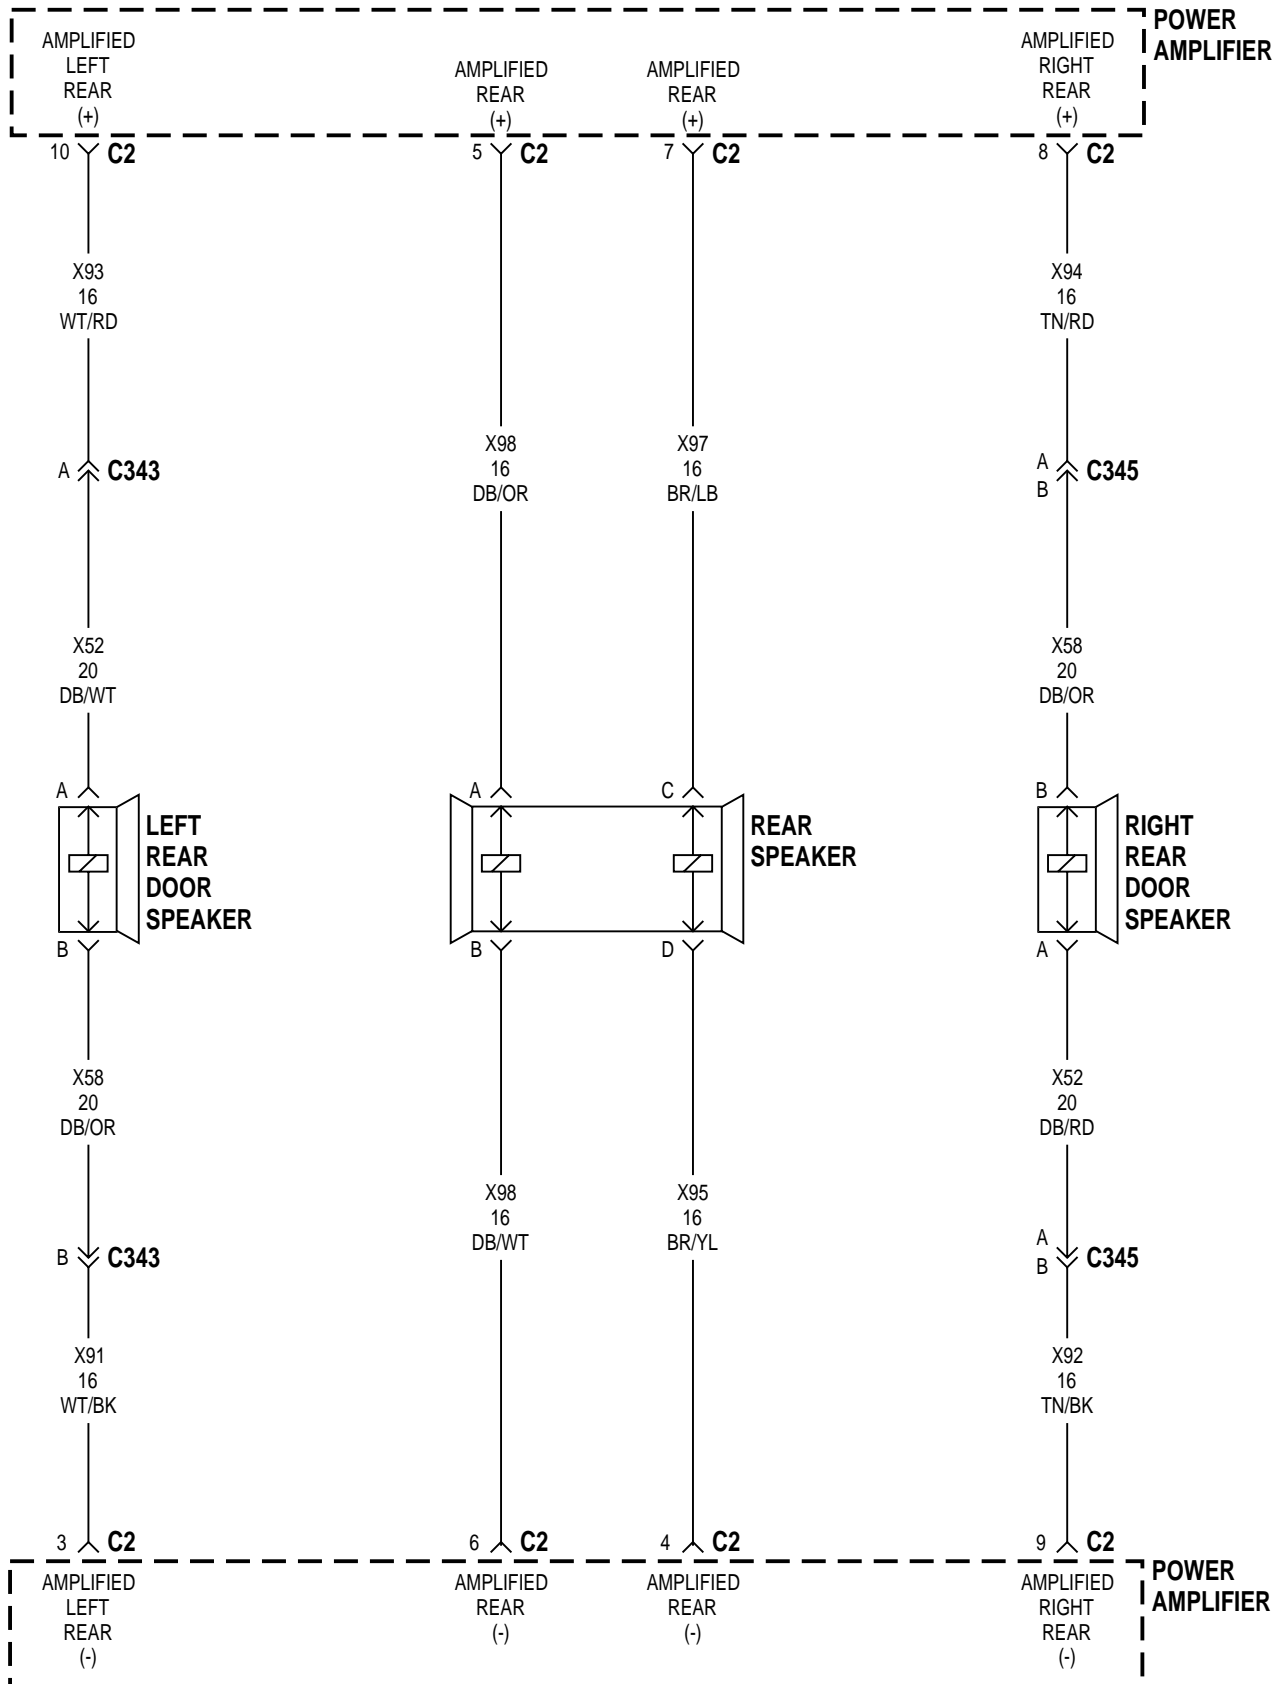 POWER
AMPLIFIER
AMPLIFIED
LEFT
REAR
(+)
AMPLIFIED
REAR
(+)
AMPLIFIED
REAR
(+)
AMPLIFIED
RIGHT
REAR
(+)
10 C2
5 C2
7 C2
8 C2
X93
16
WT/RD
X94
16
TN/RD
X98
16
DB/OR
X97
16
BR/LB
A C343
A
B
C345
X52
20
DB/WT
X58
20
DB/OR
A
A
C
B
LEFT
REAR
DOOR
SPEAKER
REAR
SPEAKER
RIGHT
REAR
DOOR
SPEAKER
B
B
D
A
X58
20
DB/OR
X52
20
DB/RD
X98
16
DB/WT
X95
16
BR/YL
B C343
A
B
C345
X91
16
WT/BK
X92
16
TN/BK
3 C2
6 C2
4 C2
9 C2
POWER
AMPLIFIER
AMPLIFIED
LEFT
REAR
(-)
AMPLIFIED
REAR
(-)
AMPLIFIED
REAR
(-)
AMPLIFIED
RIGHT
REAR
(-)